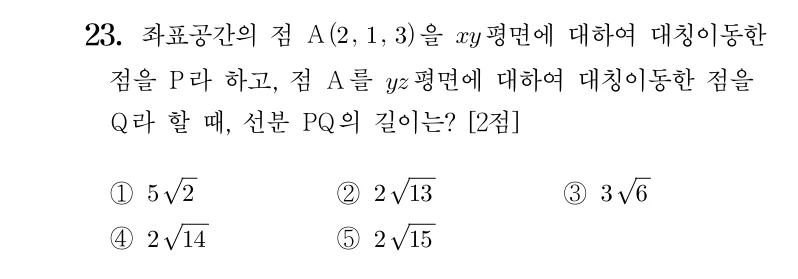 23. 좌표공간의 점 A(2, 1, 3)을 xy평면에 대하여 대칭이동한
점을 P라 하고, 점 A를 yz평면에 대하여 대칭이동한 점을
Q라 할 때, 선분 PQ의 길이는? [2점]
① 5√2 ② 2√13 ③ 3√6
④ 2√14 ⑤ 2√15